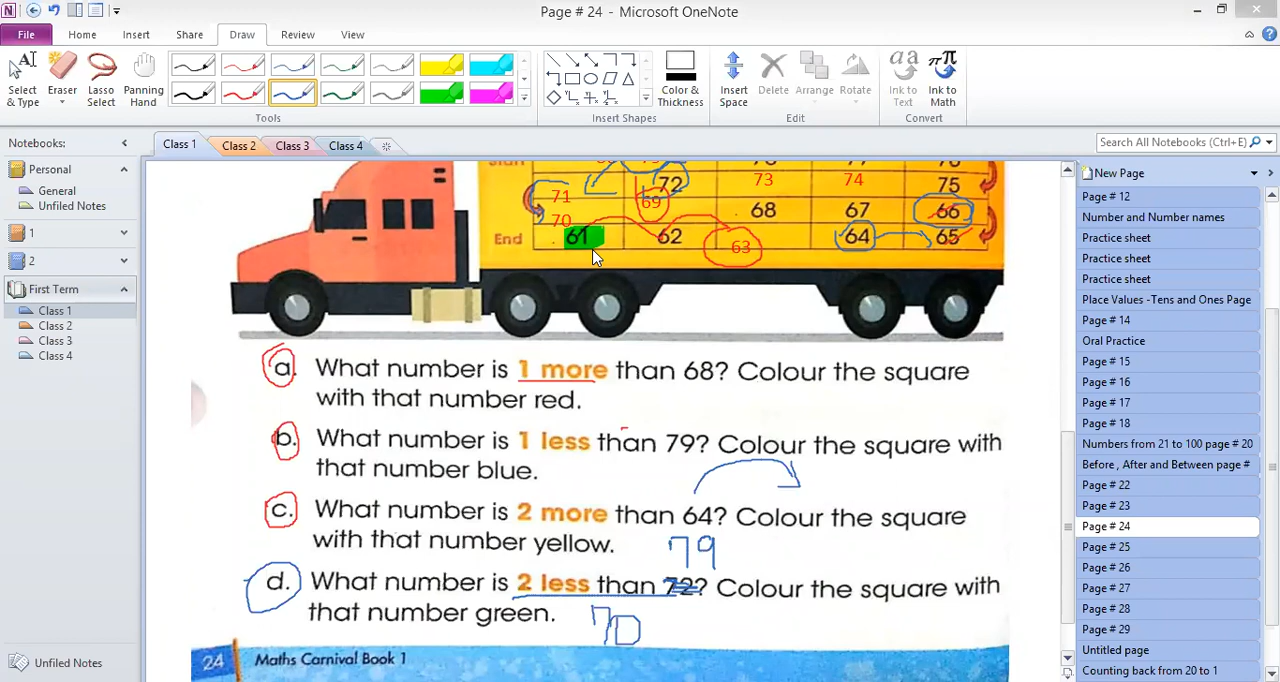 Page # 24 - Microsoft OneNote
File Home Insert Draw Review View
Select & Type
Eraser
Lasso Select
Panning Hand
Color & Thickness
Insert Space
Delete
Arrange
Rotate
Ink to Text
Ink to Math
Tools
Insert Shapes
Edit
Convert
Notebooks:
Personal
General
Unfiled Notes
1
2
First Term
Class 1
Class 2
Class 3
Class 4
Unfiled Notes
Class 1 Class 2 Class 3 Class 4
Search All Notebooks (Ctrl+E)
71 72 73 74 75
70 69 68 67 66
End 61 62 63 64 65
a. What number is 1 more than 68? Colour the square
with that number red.
b. What number is 1 less than 79? Colour the square with
that number blue.
c. What number is 2 more than 64? Colour the square
with that number yellow.
79
d. What number is 2 less than 72? Colour the square with
that number green.
70
24 Maths Carnival Book 1
New Page
Page # 12
Number and Number names
Practice sheet
Practice sheet
Practice sheet
Place Values -Tens and Ones Page
Page # 14
Oral Practice
Page # 15
Page # 16
Page # 17
Page # 18
Numbers from 21 to 100 page # 20
Before , After and Between page #
Page # 22
Page # 23
Page # 24
Page # 25
Page # 26
Page # 27
Page # 28
Page # 29
Untitled page
Counting back from 20 to 1